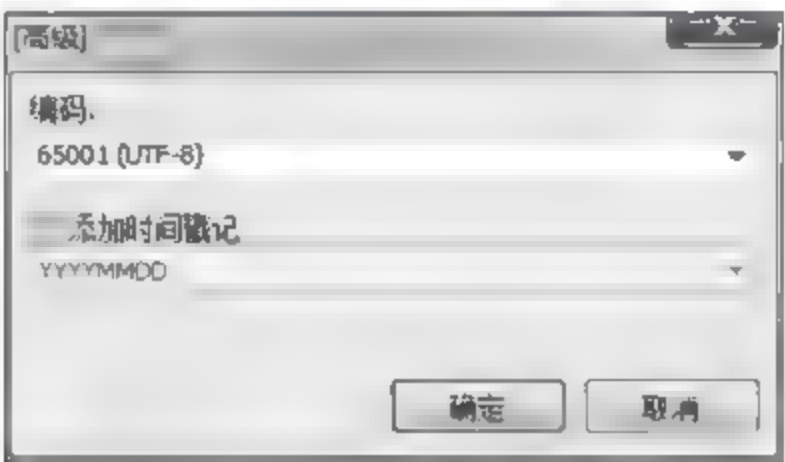 [高级]
编码:
65001 (UTF-8)
添加时间戳记
YYYYMMDD
确定
取消